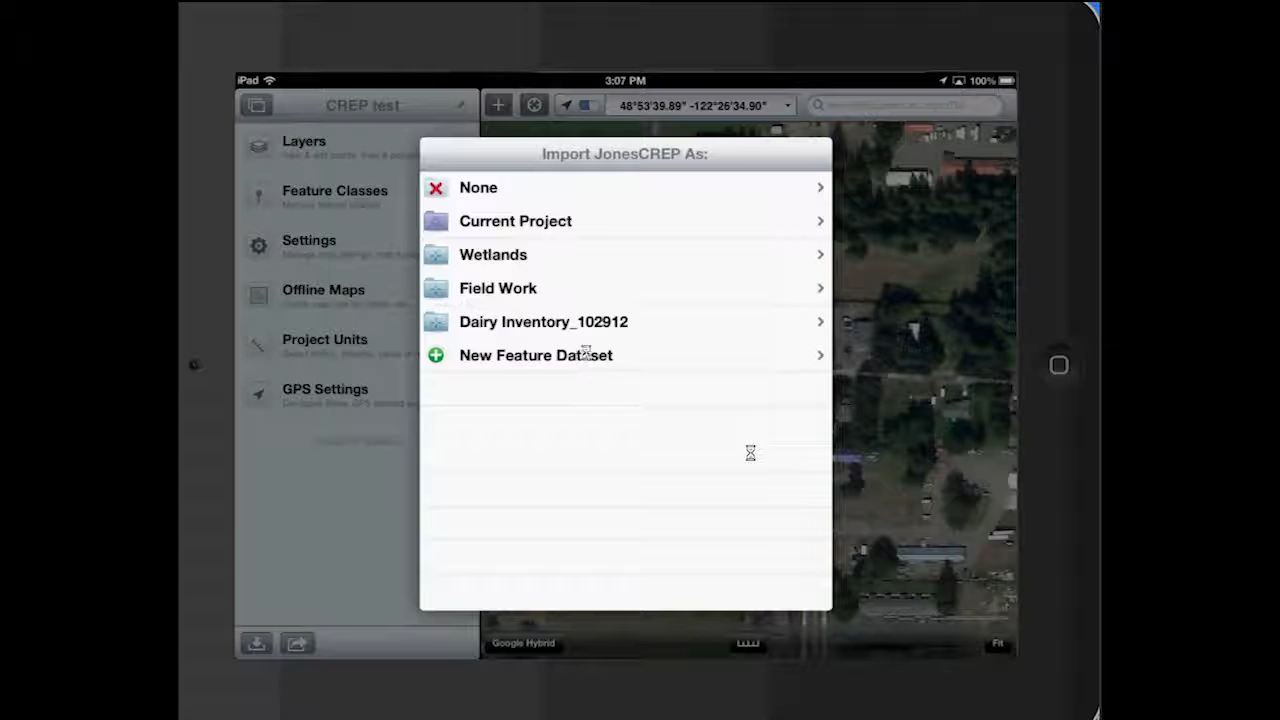 iPad
3:07 PM
100%
CREP test
48°53'39.89" -122°26'34.90"
Import JonesCREP As:
None
Current Project
Wetlands
Field Work
Dairy Inventory_102912
New Feature Dataset
Layers
Feature Classes
Settings
Offline Maps
Project Units
GPS Settings
Google Hybrid
Fit